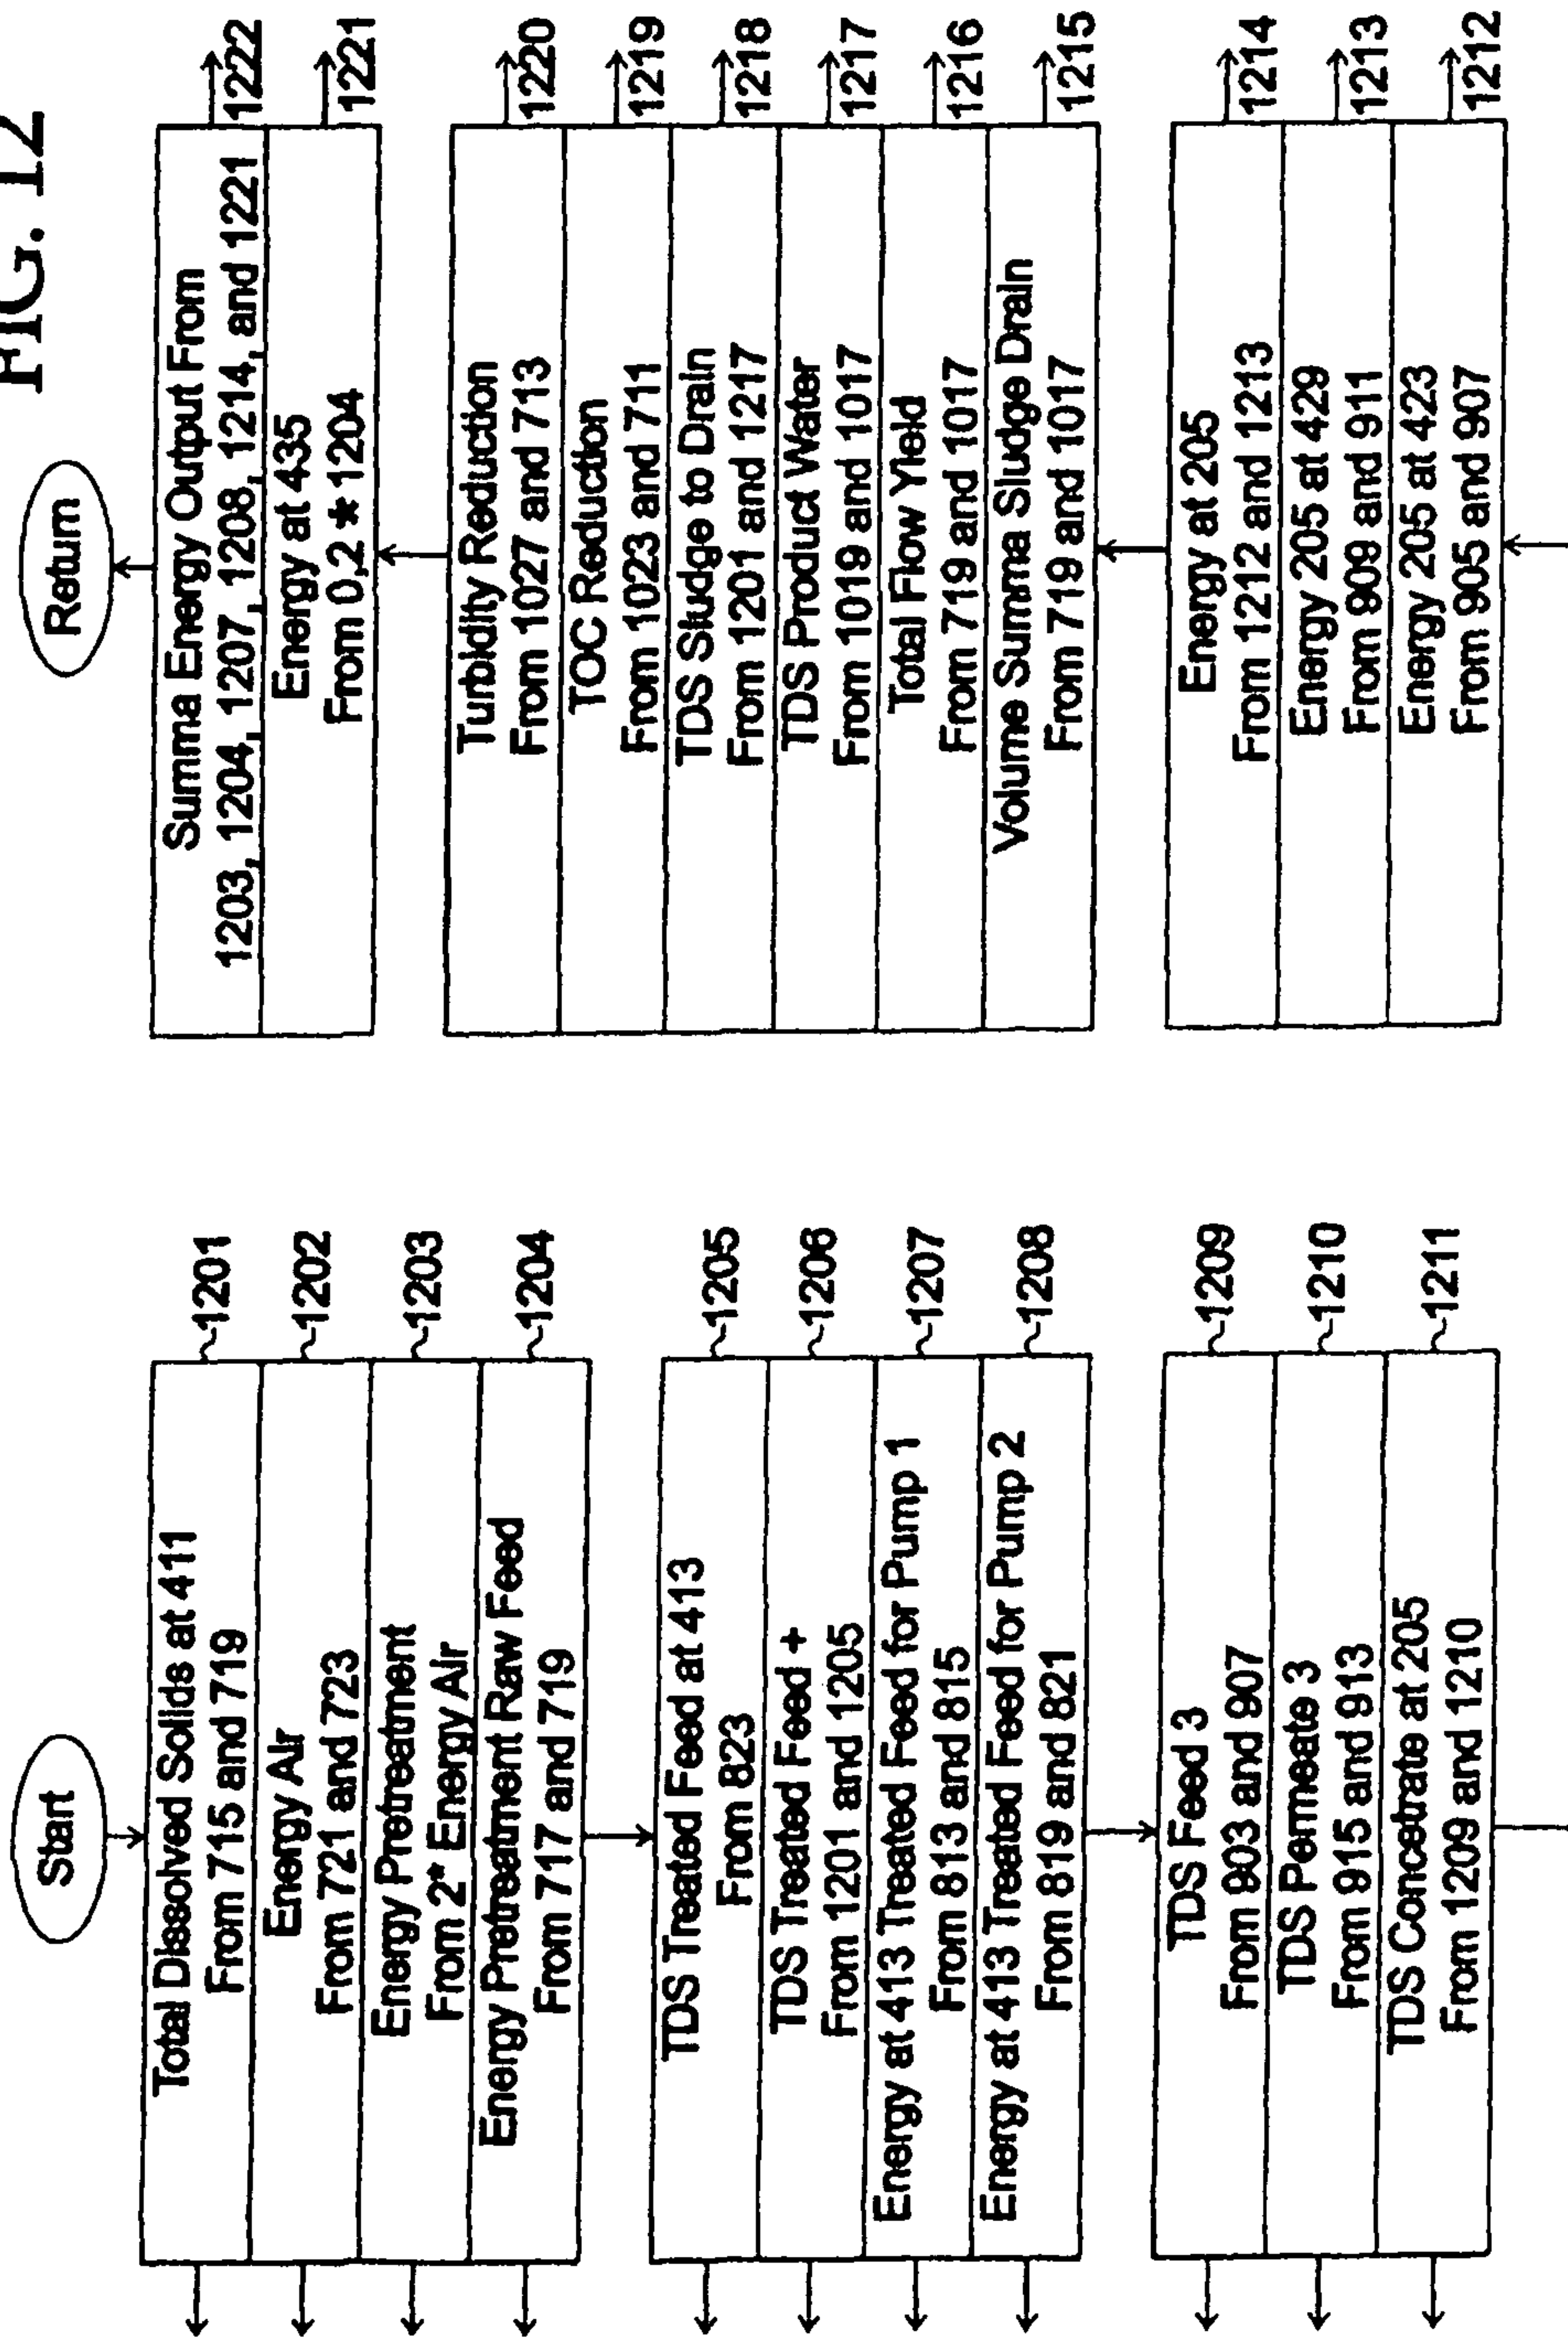 FIG. 12
Start
Total Dissolved Solids at 411
From 715 and 719
1201
Energy Air
From 721 and 723
1202
Energy Pretreatment
From 2* Energy Air
1203
Energy Pretreatment Raw Feed
From 717 and 719
1204
TDS Treated Feed at 413
From 823
1205
TDS Treated Feed +
From 1201 and 1205
1206
Energy at 413 Treated Feed for Pump 1
From 813 and 815
1207
Energy at 413 Treated Feed for Pump 2
From 819 and 821
1208
TDS Feed 3
From 903 and 907
1209
TDS Permeate 3
From 915 and 913
1210
TDS Concetrate at 205
From 1209 and 1210
1211
Return
Summa Energy Output From
1203, 1204, 1207, 1208, 1214, and 1221
1222
Energy at 435
From 0,2 * 1204
1221
Turbidity Reduction
From 1027 and 713
1220
TOC Reduction
From 1023 and 711
1219
TDS Sludge to Drain
From 1201 and 1217
1218
TDS Product Water
From 1019 and 1017
1217
Total Flow Yield
From 719 and 1017
1216
Volume Summa Sludge Drain
From 719 and 1017
1215
Energy at 205
From 1212 and 1213
1214
Energy 205 at 429
From 909 and 911
1213
Energy 205 at 423
From 905 and 907
1212